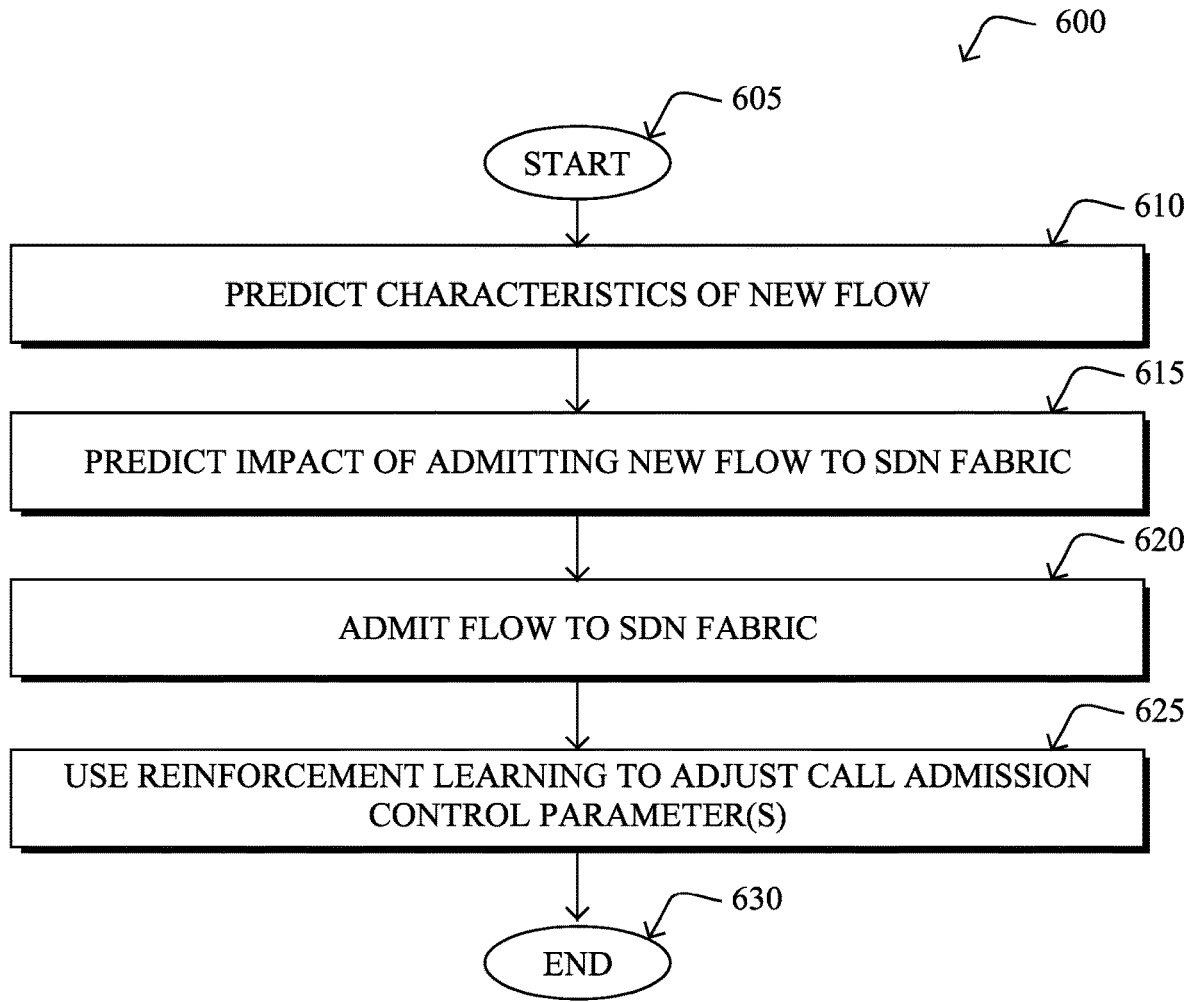 600
605
START
610
PREDICT CHARACTERISTICS OF NEW FLOW
615
PREDICT IMPACT OF ADMITTING NEW FLOW TO SDN FABRIC
620
ADMIT FLOW TO SDN FABRIC
625
USE REINFORCEMENT LEARNING TO ADJUST CALL ADMISSION
CONTROL PARAMETER(S)
630
END